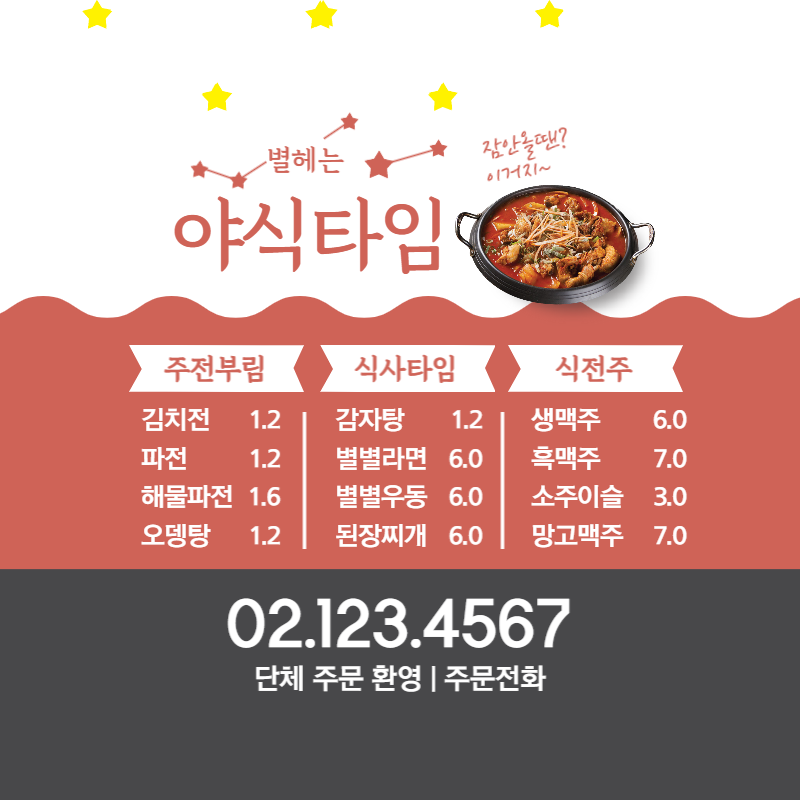 잠안올땐?
이거지~
별헤는
야식타임
주전부림
김치전 1.2
파전 1.2
해물파전 1.6
오뎅탕 1.2
식사타임
감자탕 1.2
별별라면 6.0
별별우동 6.0
된장찌개 6.0
식전주
생맥주 6.0
흑맥주 7.0
소주이슬 3.0
망고맥주 7.0
02.123.4567
단체 주문 환영 | 주문전화